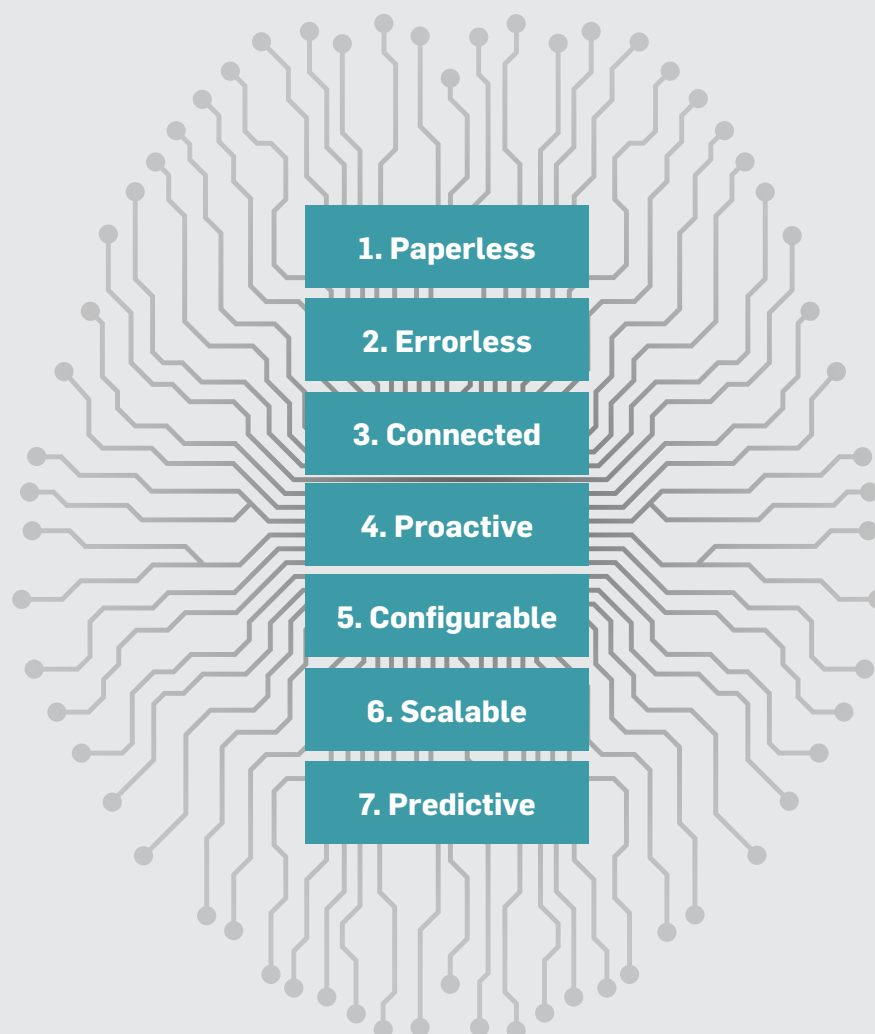 1. Paperless
2. Errorless
3. Connected
4. Proactive
5. Configurable
6. Scalable
7. Predictive